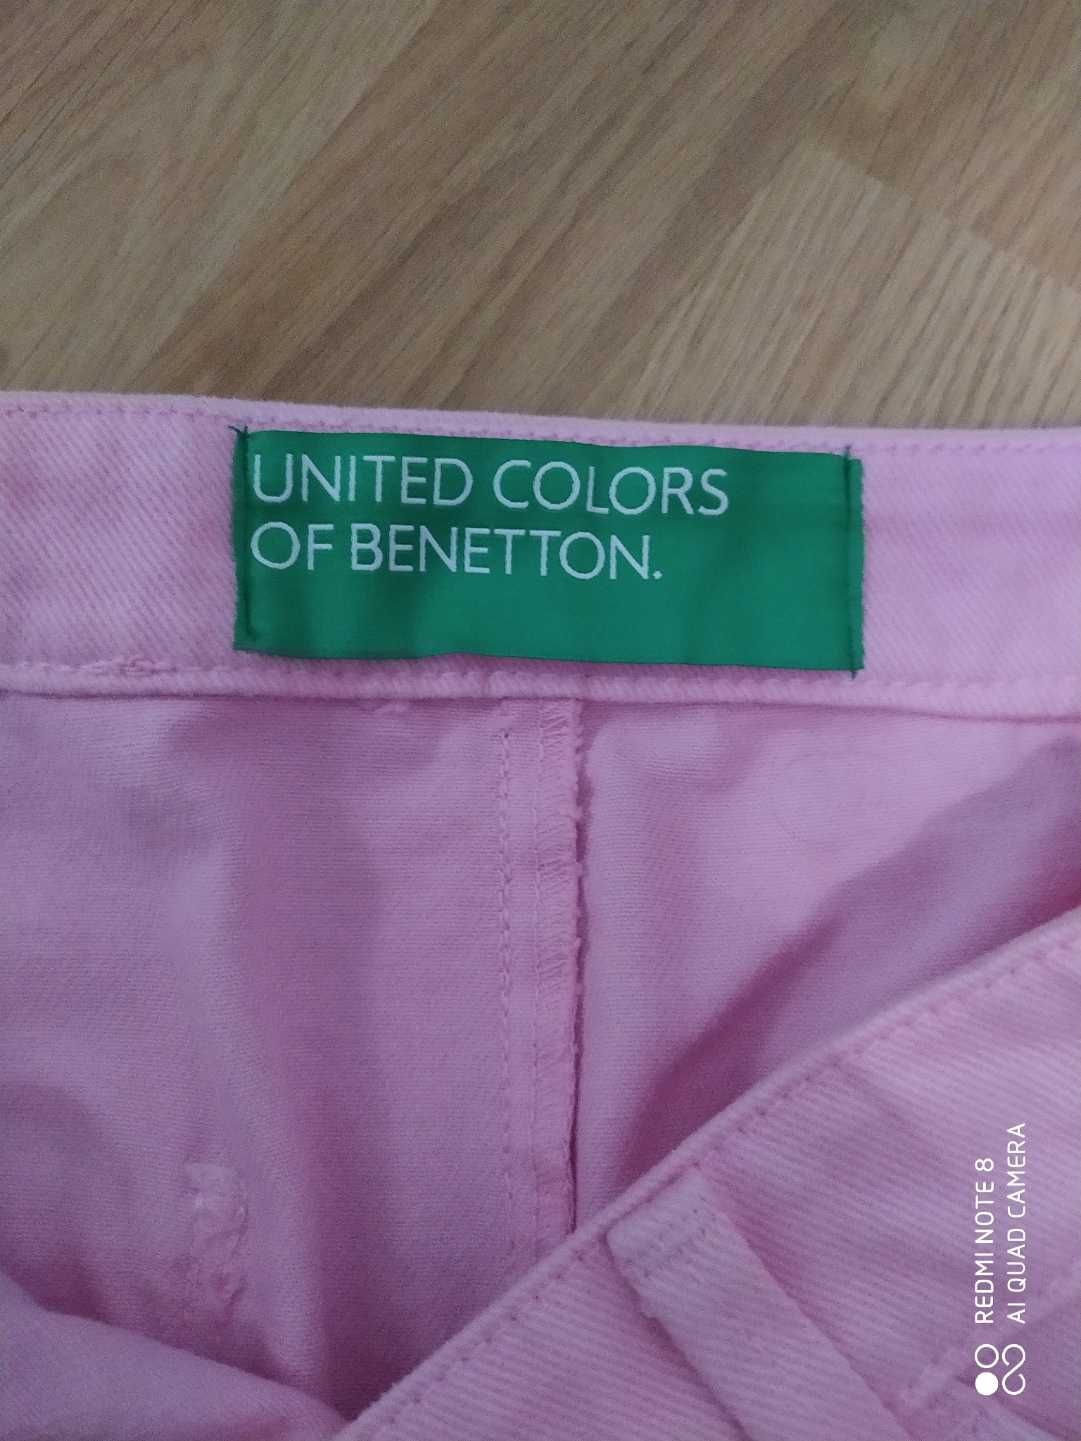 UNITED COLORS
OF BENETTON.
REDMI NOTE 8
AI QUAD CAMERA